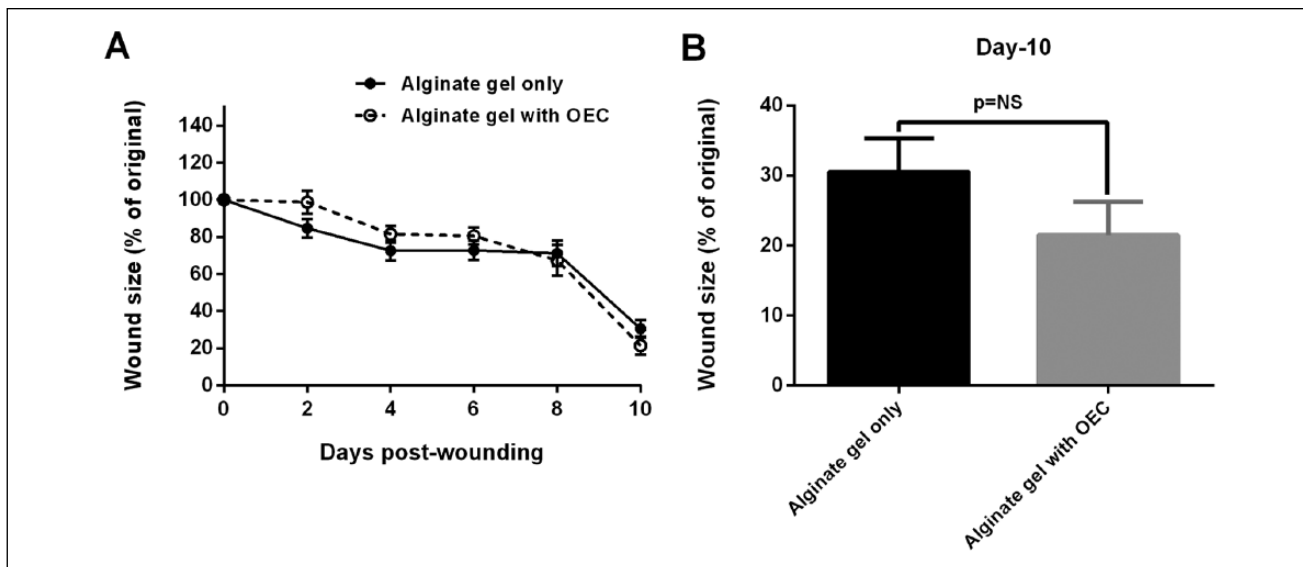 A
Alginate gel only
Alginate gel with OEC
Wound size (% of original)
140
120
100
80
60
40
20
0
0 2 4 6 8 10
Days post-wounding
B
Day-10
p=NS
Wound size (% of original)
40
30
20
10
0
Alginate gel only
Alginate gel with OEC